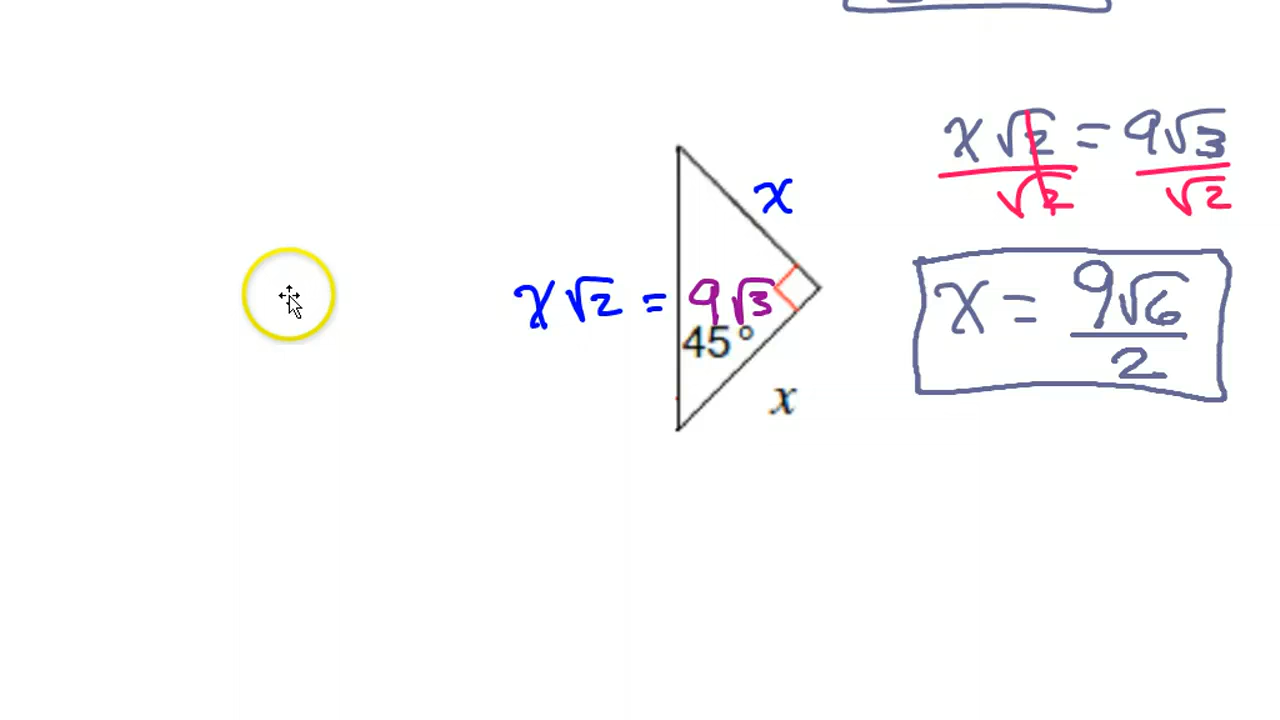 x√2 = 9√3
x
45°
x
x√2 = 9√3
√2 √2
x = 9√6
2